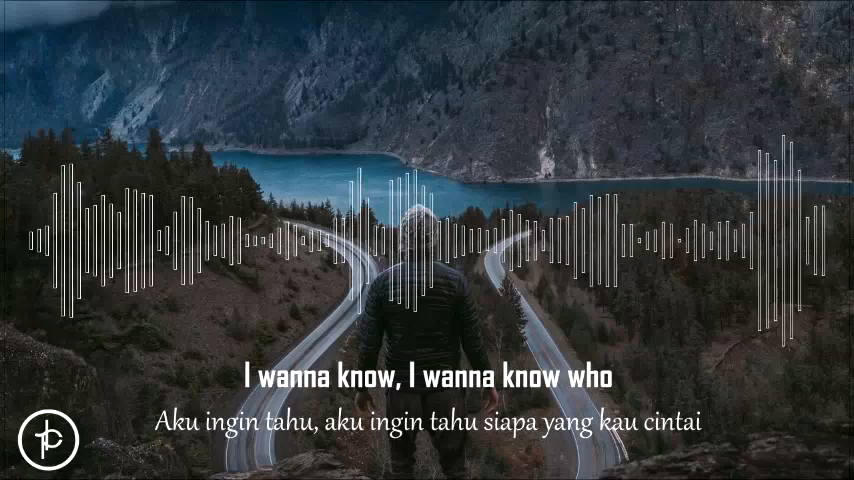 I wanna know, I wanna know who
Aku ingin tahu, aku ingin tahu siapa yang kau cintai